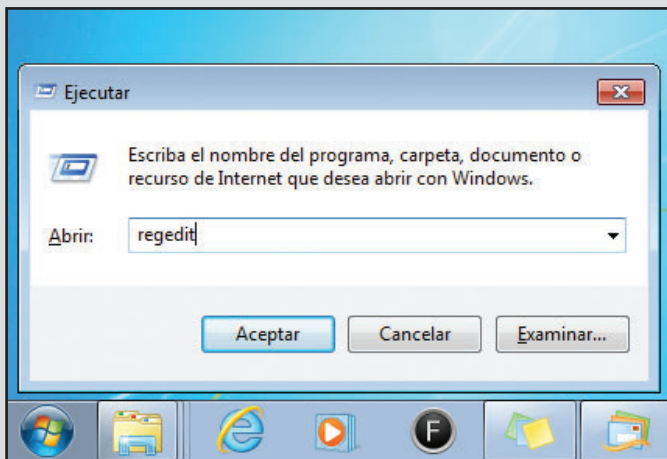 Ejecutar
Escriba el nombre del programa, carpeta, documento o
recurso de Internet que desea abrir con Windows.
Abrir: regedit
Aceptar Cancelar Examinar...
F